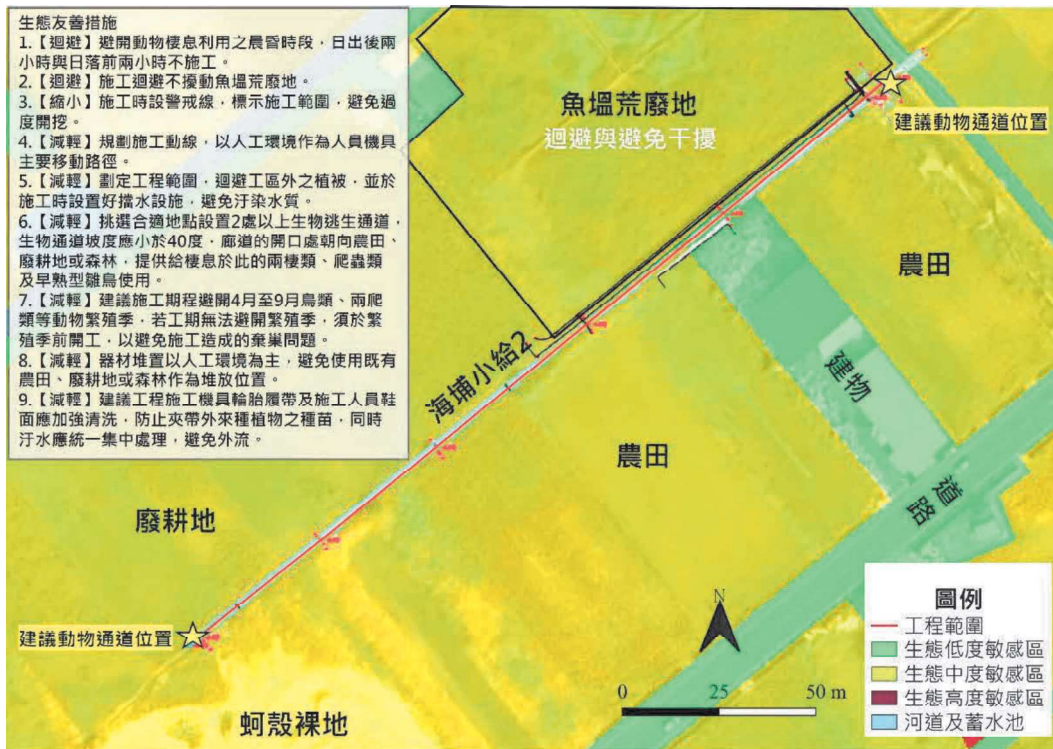 生態友善措施
1.【迴避】避開動物棲息利用之晨昏時段，日出後兩
小時與日落前兩小時不施工。
2.【迴避】施工迴避不擾動魚塭荒廢地。
3.【縮小】施工時設警戒線，標示施工範圍，避免過
度開挖。
4.【減輕】規劃施工動線，以人工環境作為人員機具
主要移動路徑。
5.【減輕】劃定工程範圍，迴避工區外之植被，並於
施工時設置好擋水設施，避免汙染水質。
6.【減輕】挑選合適地點設置2處以上生物逃生通道，
生物通道坡度應小於40度，廊道的開口處朝向農田、
廢耕地或森林，提供給棲息於此的兩棲類、爬蟲類
及早熟型雛鳥使用。
7.【減輕】建議施工期程避開4月至9月鳥類、兩爬
類等動物繁殖季，若工期無法避開繁殖季，須於繁
殖季前開工，以避免施工造成的棄巢問題。
8.【減輕】器材堆置以人工環境為主，避免使用既有
農田、廢耕地或森林作為堆放位置。
9.【減輕】建議工程施工機具輪胎履帶及施工人員鞋
面應加強清洗，防止夾帶外來種植物之種苗，同時
汙水應統一集中處理，避免外流。
魚塭荒廢地
迴避與避免干擾
建議動物通道位置
農田
建物
海埔小給2
農田
道路
廢耕地
建議動物通道位置
蚵殼裸地
N
0 25 50 m
圖例
工程範圍
生態低度敏感區
生態中度敏感區
生態高度敏感區
河道及蓄水池